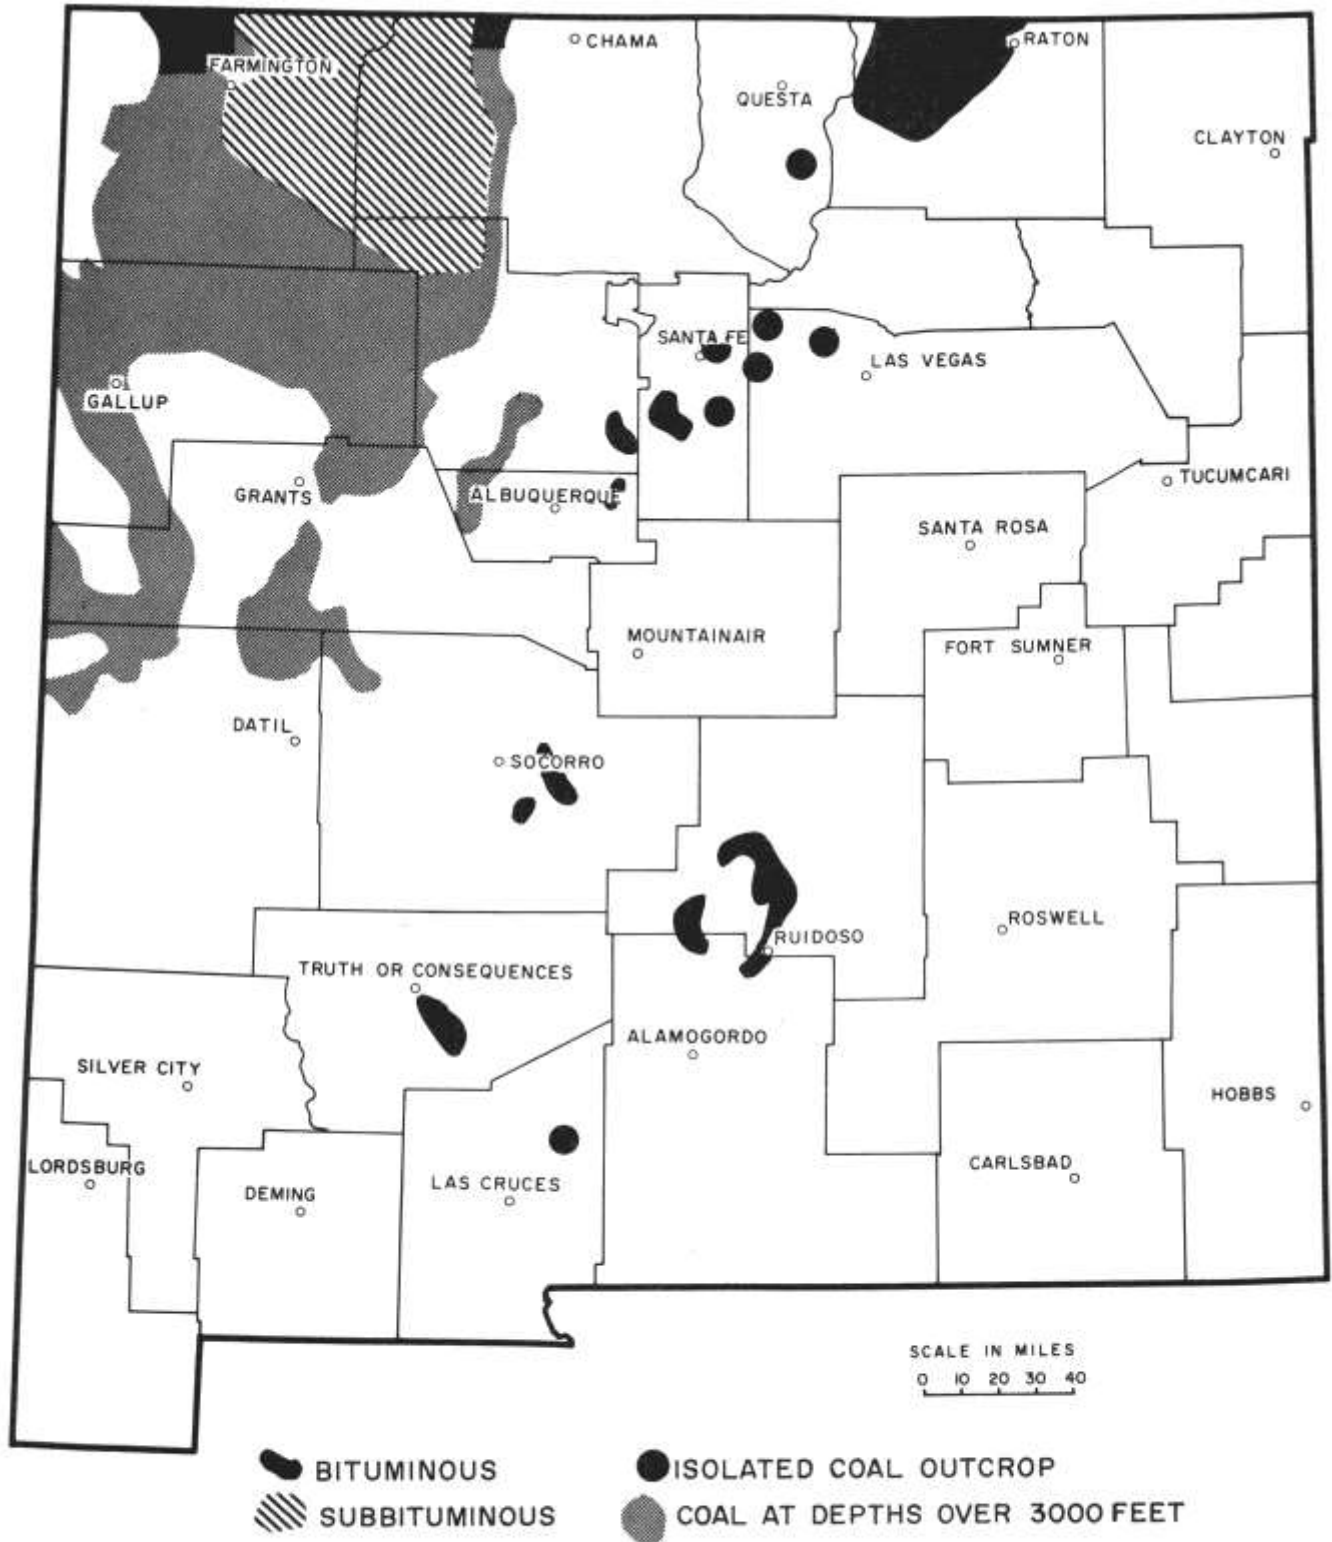 CHAMA
RATON
FARMINGTON
QUESTA
CLAYTON
SANTA FE
LAS VEGAS
GALLUP
TUCUMCARI
GRANTS
ALBUQUERQUE
SANTA ROSA
MOUNTAINAIR
FORT SUMNER
DATIL
SOCORRO
ROSWELL
RUIDOSO
TRUTH OR CONSEQUENCES
ALAMOGORDO
SILVER CITY
HOBBS
LORDSBURG
CARLSBAD
DEMING
LAS CRUCES
SCALE IN MILES
0 10 20 30 40
BITUMINOUS
ISOLATED COAL OUTCROP
SUBBITUMINOUS
COAL AT DEPTHS OVER 3000 FEET